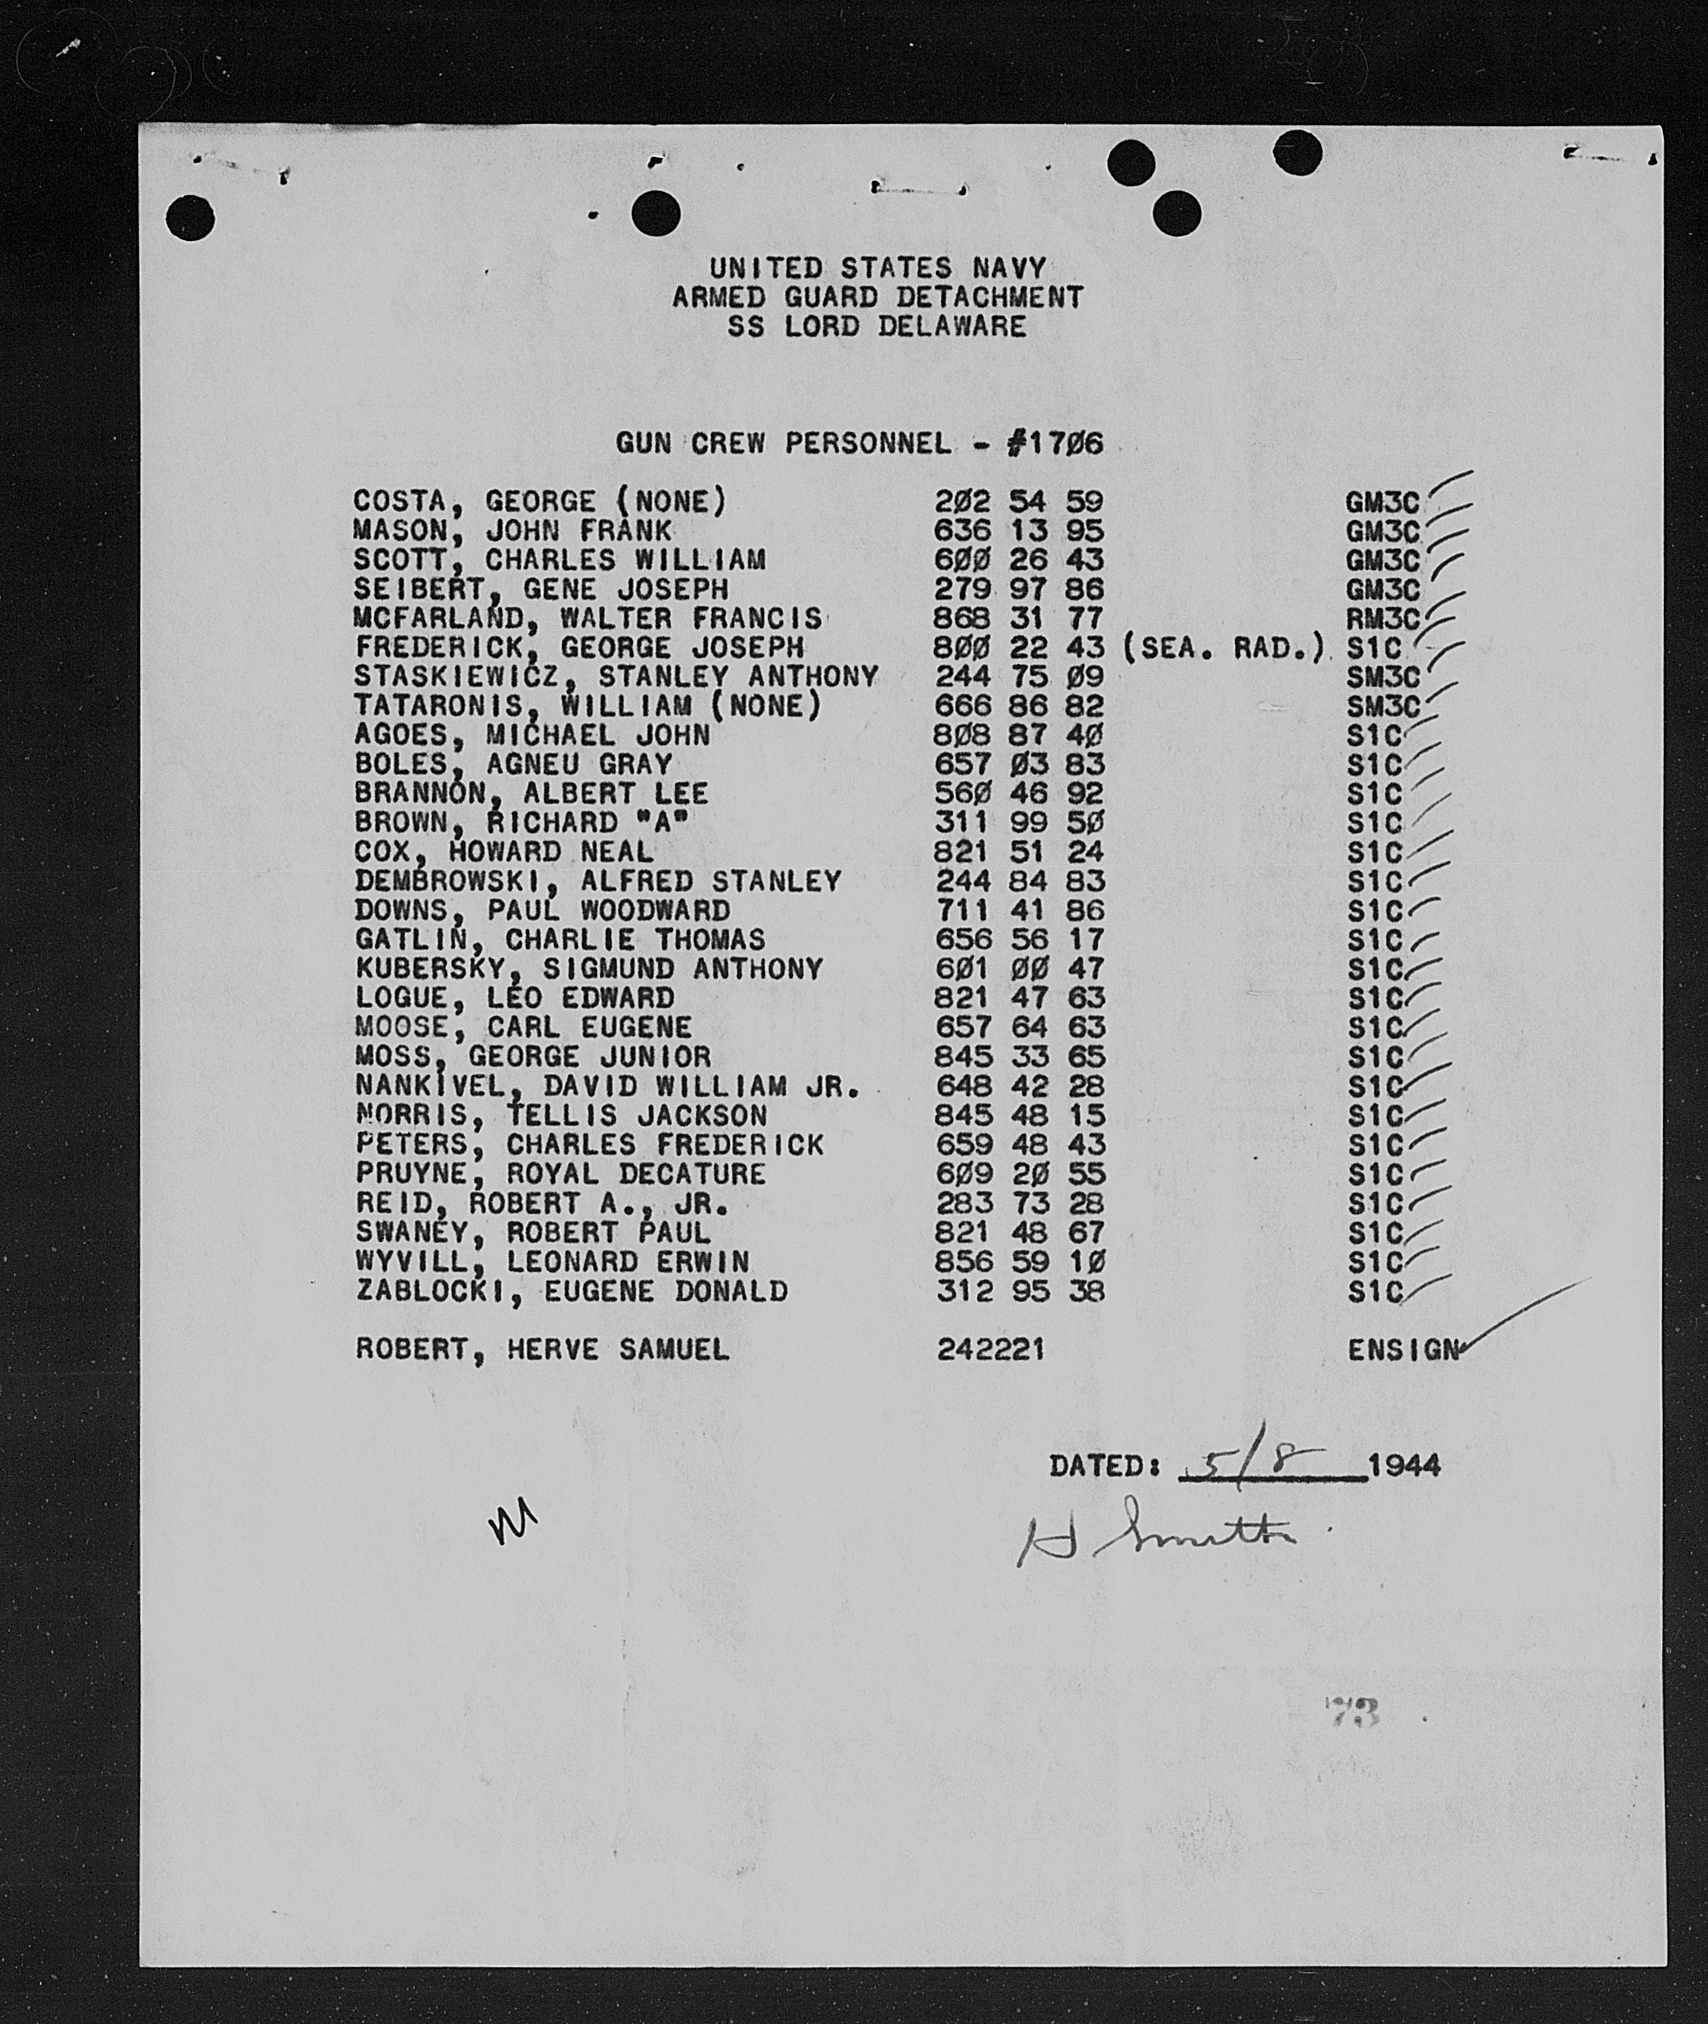 UNITED STATES NAVY
ARMED GUARD DETACHMENT
SS LORD DELAWARE
GUN CREW PERSONNEL - #17Ø6
COSTA, GEORGE (NONE) 2Ø2 54 59 GM3C
MASON, JOHN FRANK 636 13 95 GM3C
SCOTT, CHARLES WILLIAM 6ØØ 26 43 GM3C
SEIBERT, GENE JOSEPH 279 97 86 GM3C
MCFARLAND, WALTER FRANCIS 868 31 77 RM3C
FREDERICK, GEORGE JOSEPH 8ØØ 22 43 (SEA. RAD.) S1C
STASKIEWICZ, STANLEY ANTHONY 244 75 Ø9 SM3C
TATARONIS, WILLIAM (NONE) 666 86 82 SM3C
AGOES, MICHAEL JOHN 8Ø8 87 4Ø S1C
BOLES, AGNEU GRAY 657 Ø3 83 S1C
BRANNON, ALBERT LEE 56Ø 46 92 S1C
BROWN, RICHARD "A" 311 99 5Ø S1C
COX, HOWARD NEAL 821 51 24 S1C
DEMBROWSKI, ALFRED STANLEY 244 84 83 S1C
DOWNS, PAUL WOODWARD 711 41 86 S1C
GATLIN, CHARLIE THOMAS 656 56 17 S1C
KUBERSKY, SIGMUND ANTHONY 6Ø1 ØØ 47 S1C
LOGUE, LEO EDWARD 821 47 63 S1C
MOOSE, CARL EUGENE 657 64 63 S1C
MOSS, GEORGE JUNIOR 845 33 65 S1C
NANKIVEL, DAVID WILLIAM JR. 648 42 28 S1C
NORRIS, TELLIS JACKSON 845 48 15 S1C
PETERS, CHARLES FREDERICK 659 48 43 S1C
PRUYNE, ROYAL DECATURE 6Ø9 2Ø 55 S1C
REID, ROBERT A., JR. 283 73 28 S1C
SWANEY, ROBERT PAUL 821 48 67 S1C
WYVILL, LEONARD ERWIN 856 59 1Ø S1C
ZABLOCKI, EUGENE DONALD 312 95 38 S1C
ROBERT, HERVE SAMUEL 242221 ENSIGN
DATED: 5/8 1944
H Smith
73